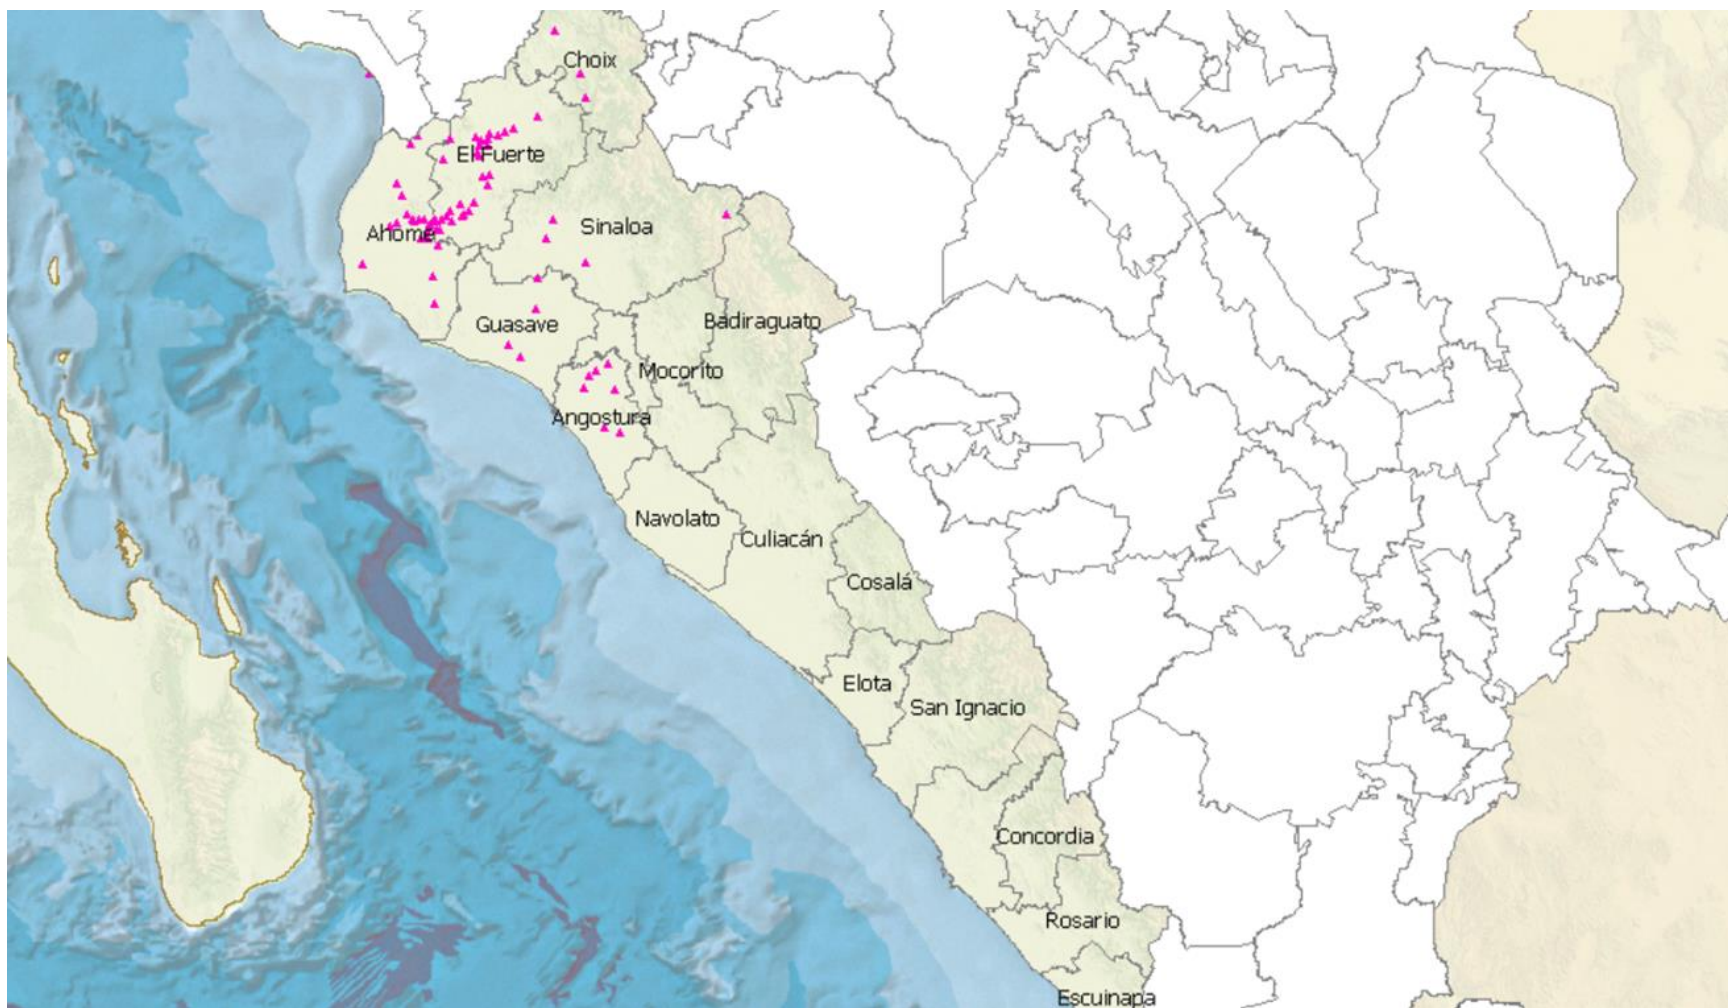 Choix
El Fuerte
Sinaloa
Ahome
Badiraguato
Guasave
Mocorito
Angostura
Navolato
Culiacán
Cosalá
Elota
San Ignacio
Concordia
Rosario
Escuinapa